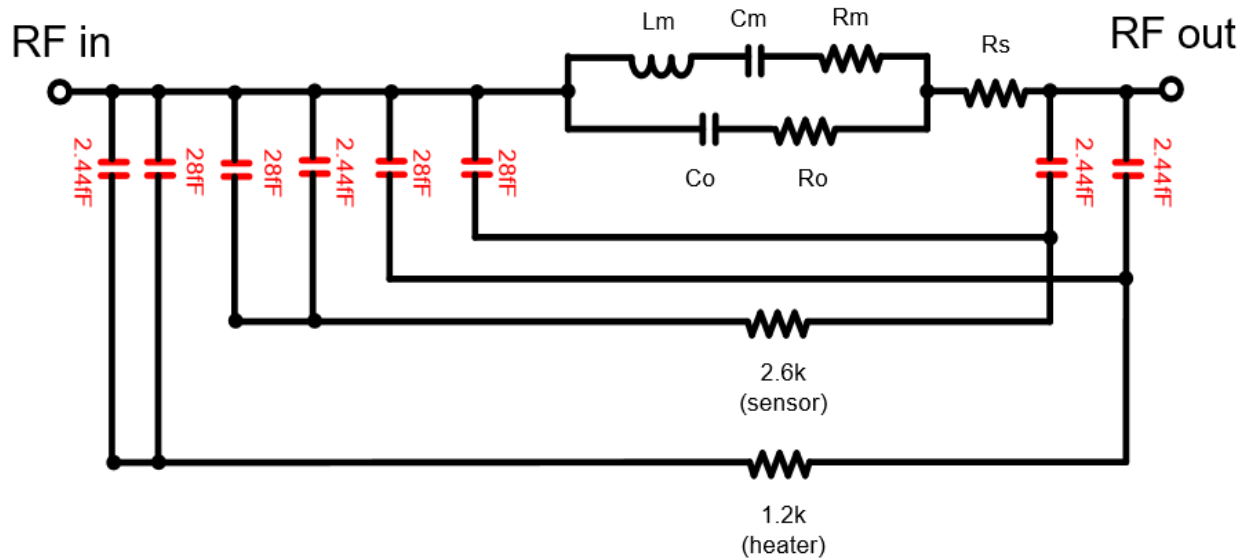 RF in
Lm
Cm
Rm
Rs
RF out
2.44fF
28fF
28fF
2.44fF
28fF
28fF
Co
Ro
2.44fF
2.44fF
2.6k
(sensor)
1.2k
(heater)